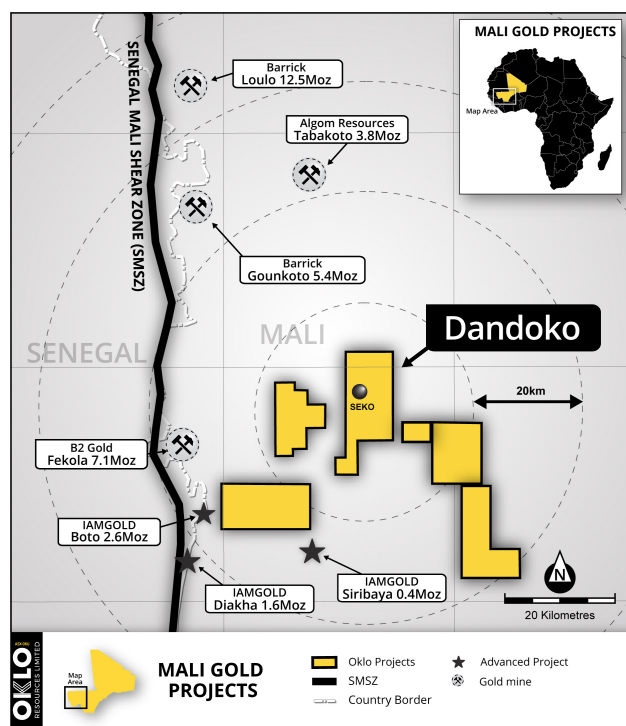 MALI GOLD PROJECTS
Map Area
SENEGAL MALI SHEAR ZONE (SMSZ)
Barrick
Loulo 12.5Moz
Algom Resources
Tabakoto 3.8Moz
Barrick
Gounkoto 5.4Moz
Dandoko
SENEGAL
MALI
SEKO
20km
B2 Gold
Fekola 7.1Moz
IAMGOLD
Boto 2.6Moz
IAMGOLD
Diakha 1.6Moz
IAMGOLD
Siribaya 0.4Moz
N
20 Kilometres
ASX:OKU
OKLO
RESOURCES LIMITED
Map
Area
MALI GOLD
PROJECTS
Oklo Projects
SMSZ
Country Border
Advanced Project
Gold mine